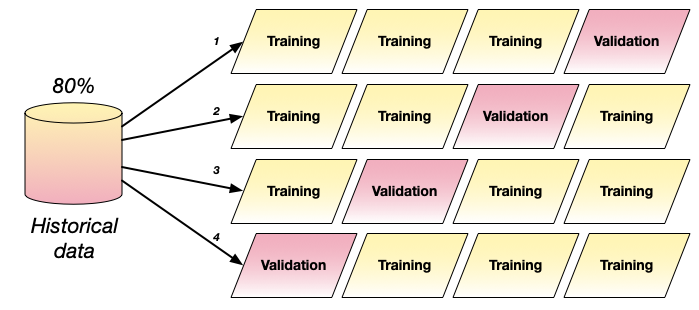 80%
Historical
data
1
Training Training Training Validation
2
Training Training Validation Training
3
Training Validation Training Training
4
Validation Training Training Training